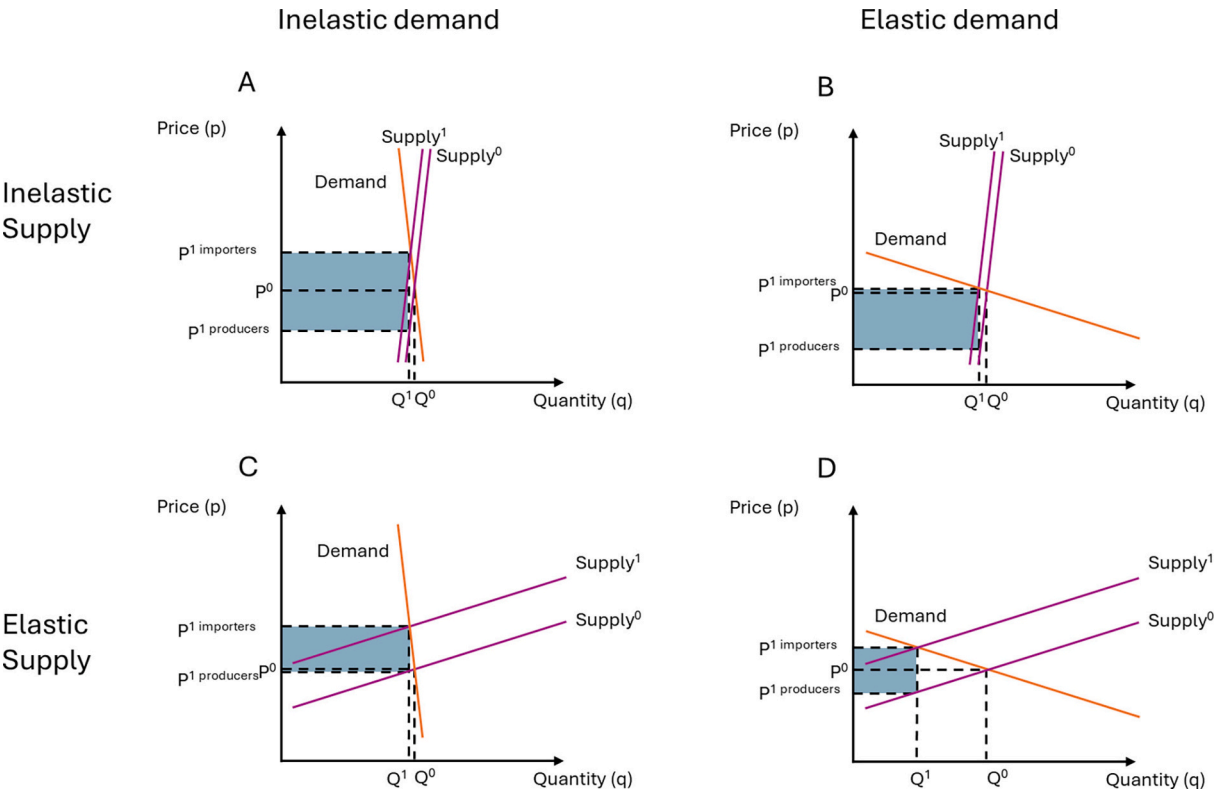 Inelastic demand
Elastic demand
Inelastic
Supply
Elastic
Supply
A
Price (p)
Supply¹
Supply⁰
Demand
P¹ importers
P⁰
P¹ producers
Q¹ Q⁰
Quantity (q)
B
Price (p)
Supply¹
Supply⁰
Demand
P¹ importers
P⁰
P¹ producers
Q¹ Q⁰
Quantity (q)
C
Price (p)
Demand
Supply¹
Supply⁰
P¹ importers
P⁰
P¹ producers
Q¹ Q⁰
Quantity (q)
D
Price (p)
Supply¹
Demand
Supply⁰
P¹ importers
P⁰
P¹ producers
Q¹ Q⁰
Quantity (q)